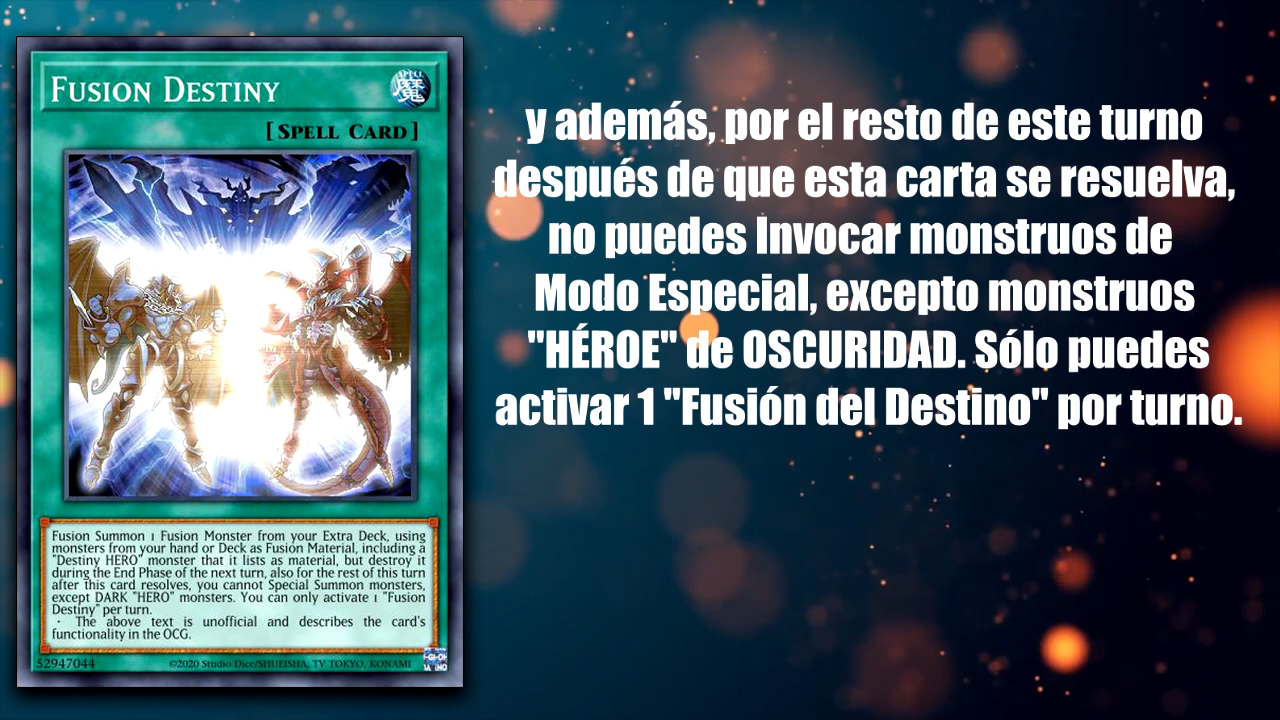 Fusion Destiny
[Spell Card]
Fusion Summon 1 Fusion Monster from your Extra Deck, using
monsters from your hand or Deck as Fusion Material, including a
"Destiny HERO" monster that it lists as material, but destroy it
during the End Phase of the next turn, also for the rest of this turn
after this card resolves, you cannot Special Summon monsters,
except DARK "HERO" monsters. You can only activate 1 "Fusion
Destiny" per turn.
· The above text is unofficial and describes the card's
functionality in the OCG.
52947044 ©2020 Studio Dice/SHUEISHA, TV TOKYO, KONAMI
y además, por el resto de este turno
después de que esta carta se resuelva,
no puedes Invocar monstruos de
Modo Especial, excepto monstruos
"HÉROE" de OSCURIDAD. Sólo puedes
activar 1 "Fusión del Destino" por turno.